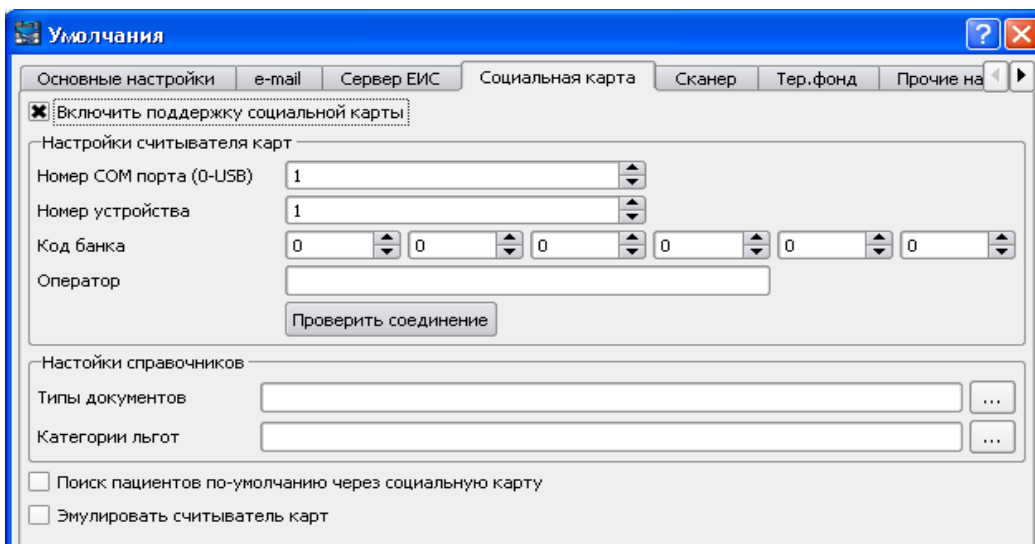 Умолчания
Основные настройки e-mail Сервер ЕИС Социальная карта Сканер Тер.фонд Прочие на
Включить поддержку социальной карты
Настройки считывателя карт
Номер COM порта (0-USB) 1
Номер устройства 1
Код банка 0 0 0 0 0 0
Оператор
Проверить соединение
Настойки справочников
Типы документов ...
Категории льгот ...
Поиск пациентов по-умолчанию через социальную карту
Эмулировать считыватель карт